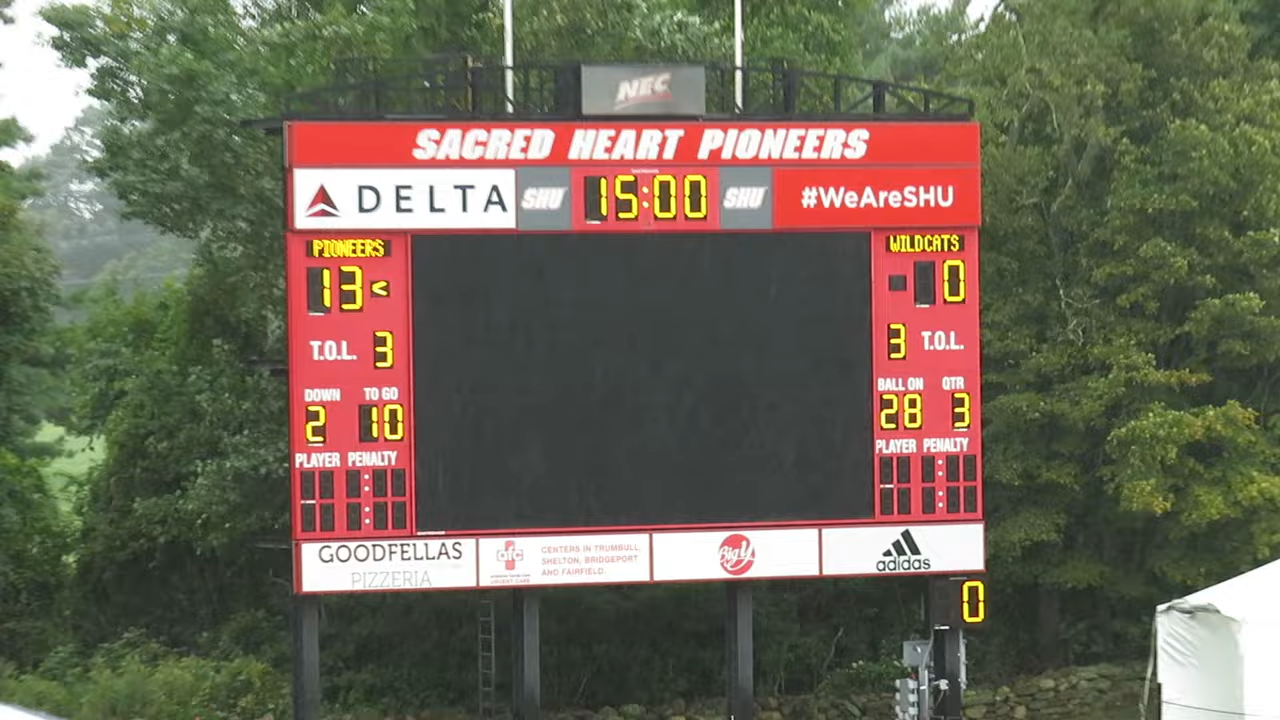 NEC
SACRED HEART PIONEERS
DELTA SHU 15:00 SHU #WeAreSHU
PIONEERS
13 <
T.O.L. 3
DOWN TO GO
2 10
PLAYER PENALTY
WILDCATS
0
3 T.O.L.
BALL ON QTR
28 3
PLAYER PENALTY
GOODFELLAS
PIZZERIA
afc
URGENT CARE
CENTERS IN TRUMBULL,
SHELTON, BRIDGEPORT
AND FAIRFIELD.
Big Y
adidas
0